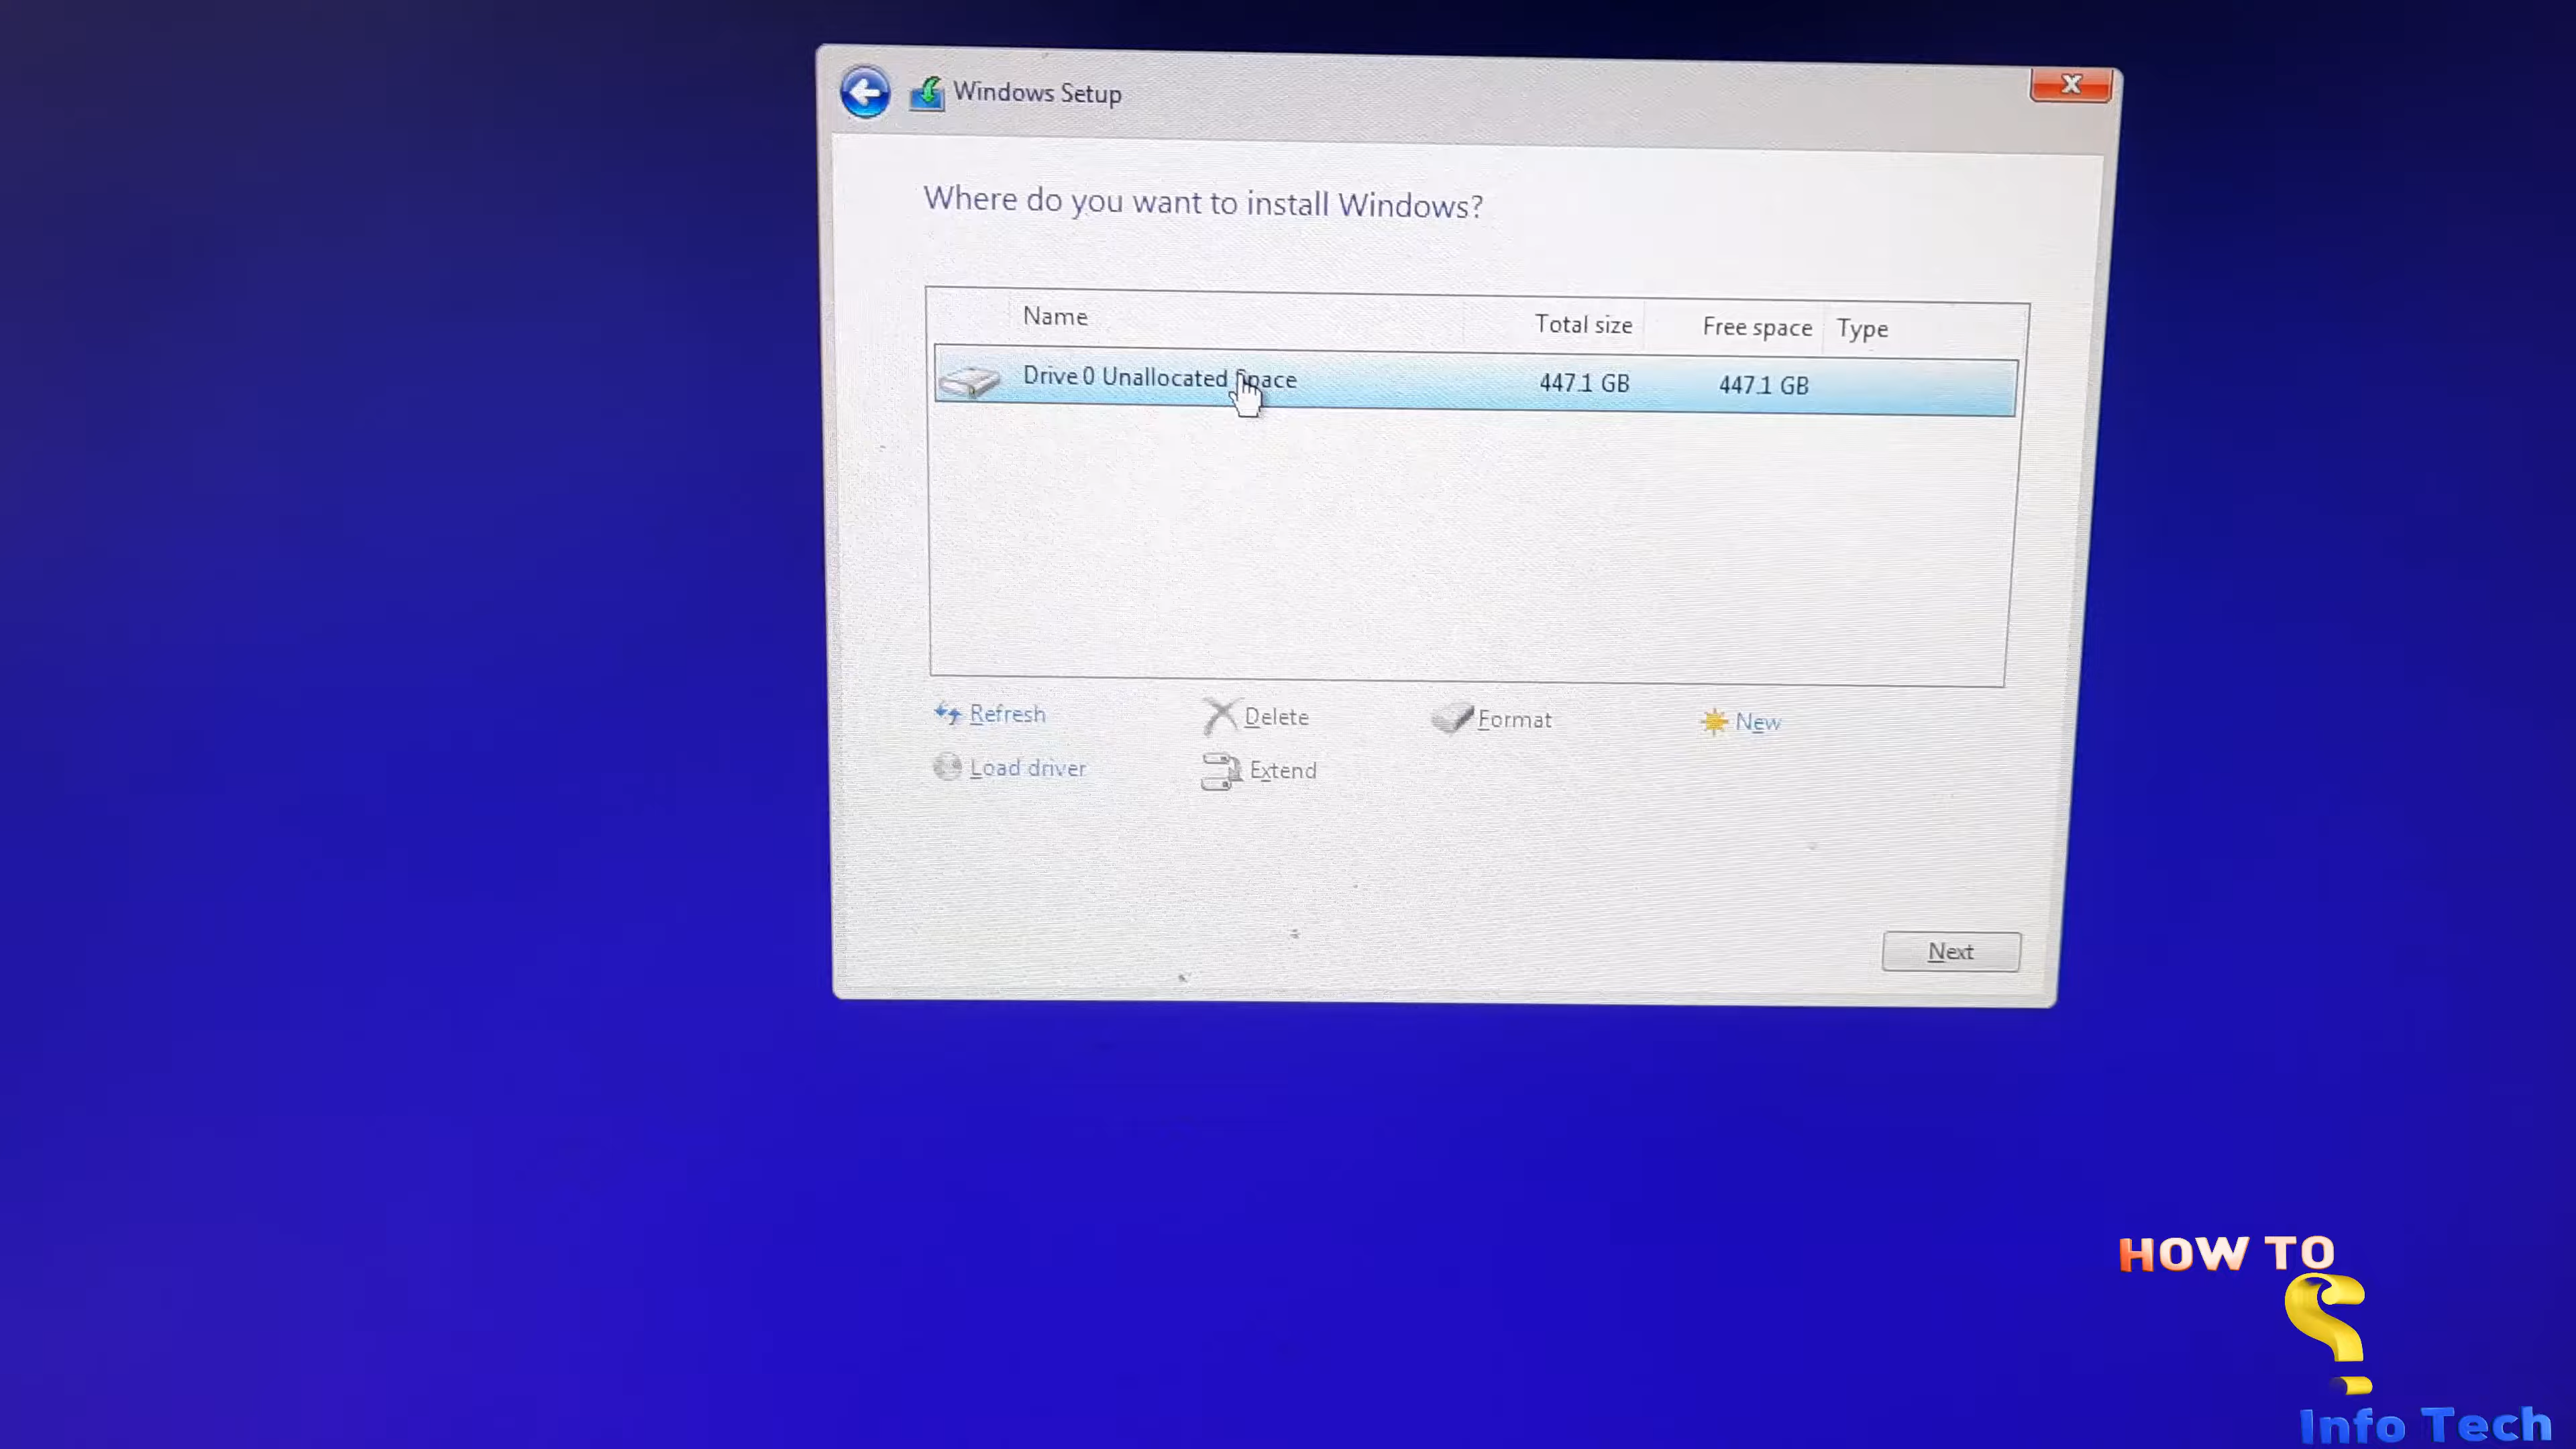 Windows Setup
X
Where do you want to install Windows?
Name Total size Free space Type
Drive 0 Unallocated Space 447.1 GB 447.1 GB
Refresh Delete Format New
Load driver Extend
Next
HOW TO
?
Info Tech